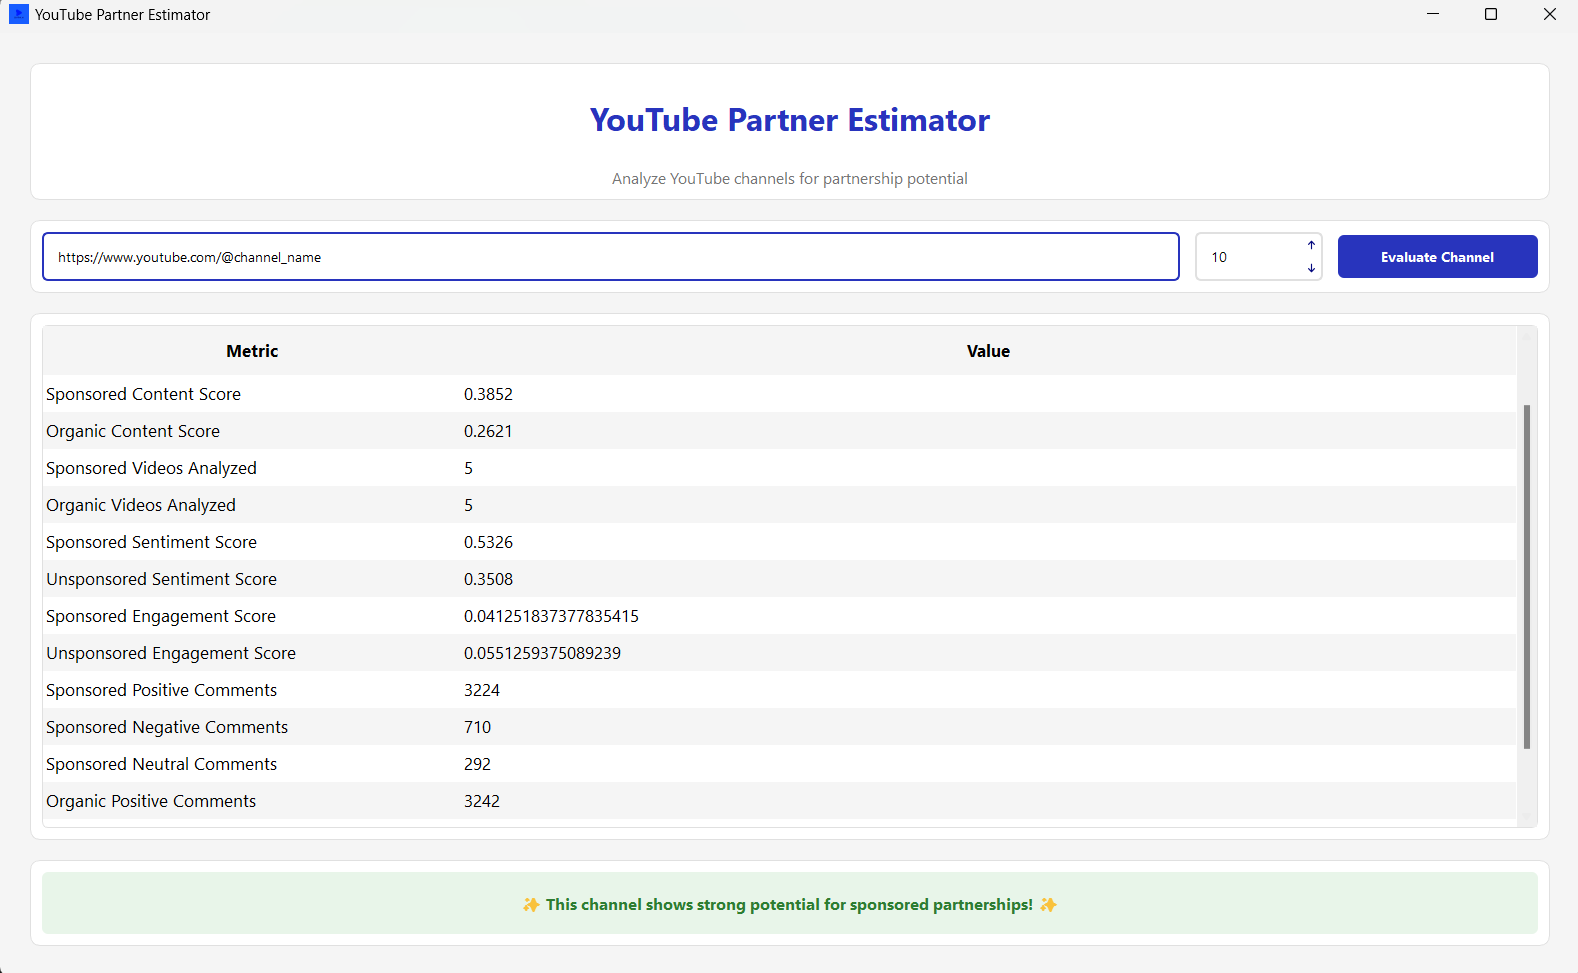 YouTube Partner Estimator
YouTube Partner Estimator
Analyze YouTube channels for partnership potential
https://www.youtube.com/@channel_name 10 Evaluate Channel
Metric Value
Sponsored Content Score 0.3852
Organic Content Score 0.2621
Sponsored Videos Analyzed 5
Organic Videos Analyzed 5
Sponsored Sentiment Score 0.5326
Unsponsored Sentiment Score 0.3508
Sponsored Engagement Score 0.041251837377835415
Unsponsored Engagement Score 0.0551259375089239
Sponsored Positive Comments 3224
Sponsored Negative Comments 710
Sponsored Neutral Comments 292
Organic Positive Comments 3242
✨ This channel shows strong potential for sponsored partnerships! ✨